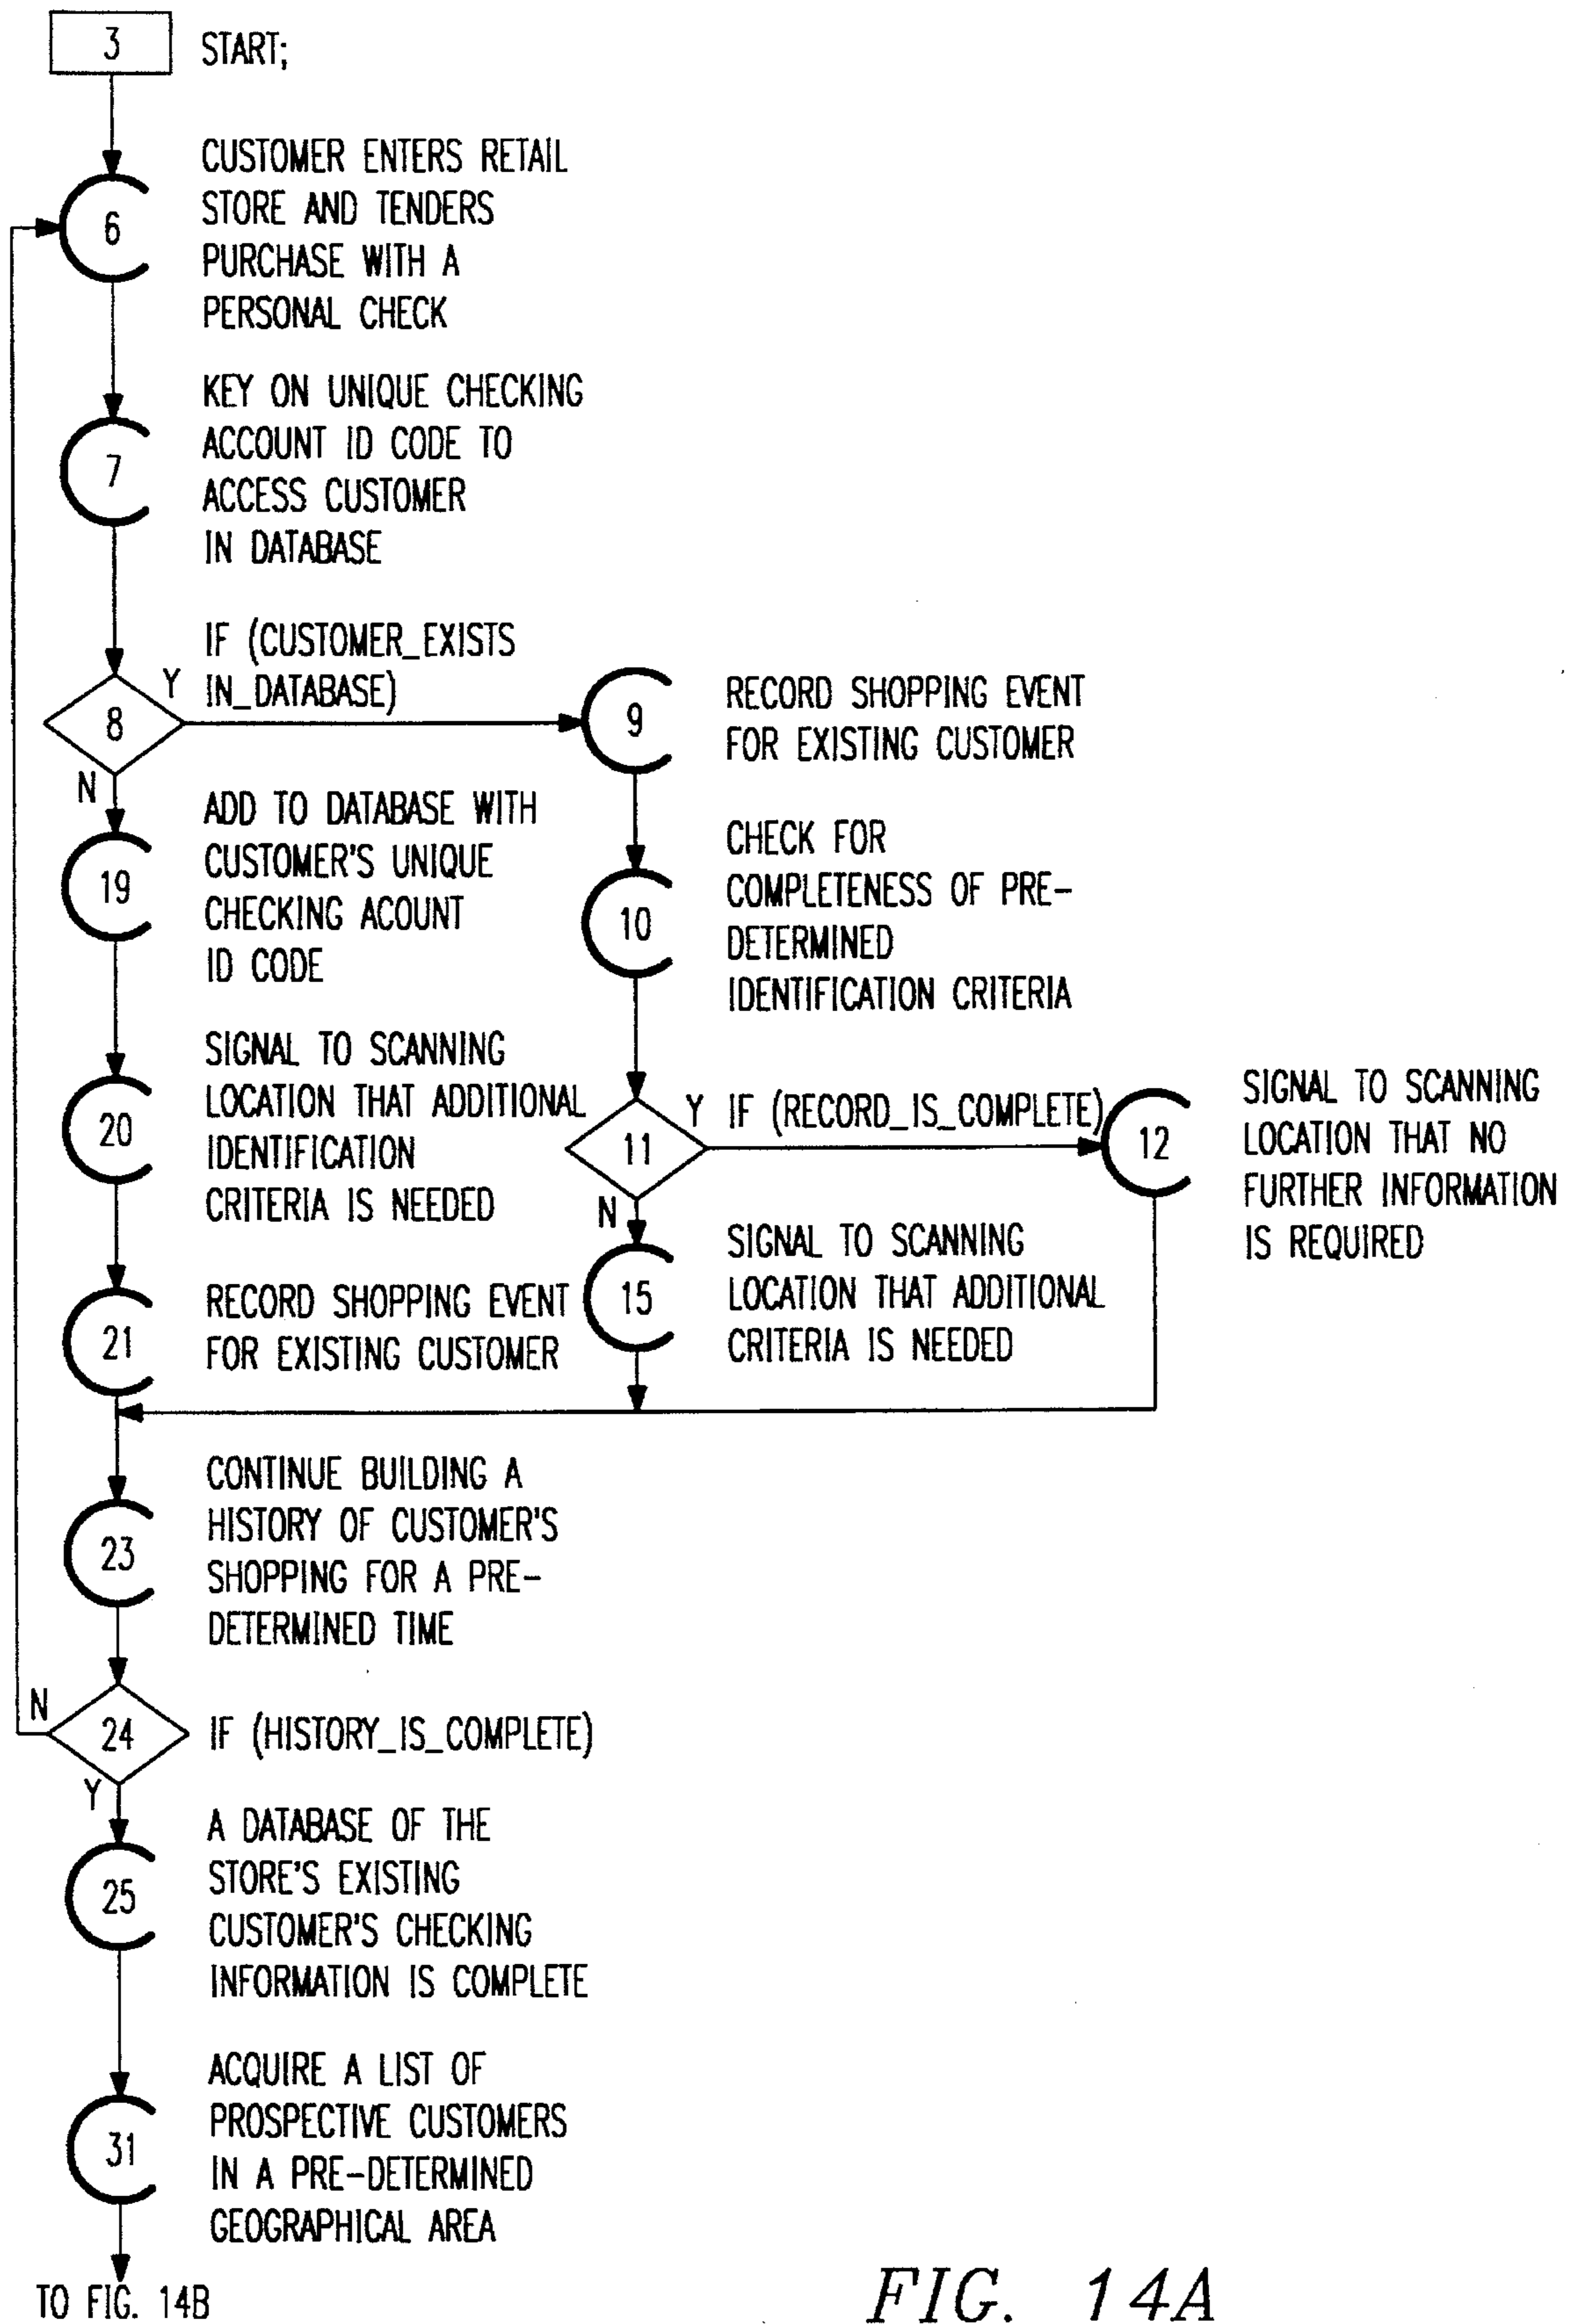 3 START;
6
CUSTOMER ENTERS RETAIL
STORE AND TENDERS
PURCHASE WITH A
PERSONAL CHECK
7
KEY ON UNIQUE CHECKING
ACCOUNT ID CODE TO
ACCESS CUSTOMER
IN DATABASE
8
Y
N
IF (CUSTOMER_EXISTS
IN_DATABASE)
9
RECORD SHOPPING EVENT
FOR EXISTING CUSTOMER
10
CHECK FOR
COMPLETENESS OF PRE-
DETERMINED
IDENTIFICATION CRITERIA
11
Y IF (RECORD_IS_COMPLETE)
N
12
SIGNAL TO SCANNING
LOCATION THAT NO
FURTHER INFORMATION
IS REQUIRED
15
SIGNAL TO SCANNING
LOCATION THAT ADDITIONAL
CRITERIA IS NEEDED
19
ADD TO DATABASE WITH
CUSTOMER'S UNIQUE
CHECKING ACOUNT
ID CODE
20
SIGNAL TO SCANNING
LOCATION THAT ADDITIONAL
IDENTIFICATION
CRITERIA IS NEEDED
21
RECORD SHOPPING EVENT
FOR EXISTING CUSTOMER
23
CONTINUE BUILDING A
HISTORY OF CUSTOMER'S
SHOPPING FOR A PRE-
DETERMINED TIME
N
24
IF (HISTORY_IS_COMPLETE)
Y
25
A DATABASE OF THE
STORE'S EXISTING
CUSTOMER'S CHECKING
INFORMATION IS COMPLETE
31
ACQUIRE A LIST OF
PROSPECTIVE CUSTOMERS
IN A PRE-DETERMINED
GEOGRAPHICAL AREA
TO FIG. 14B
FIG. 14A